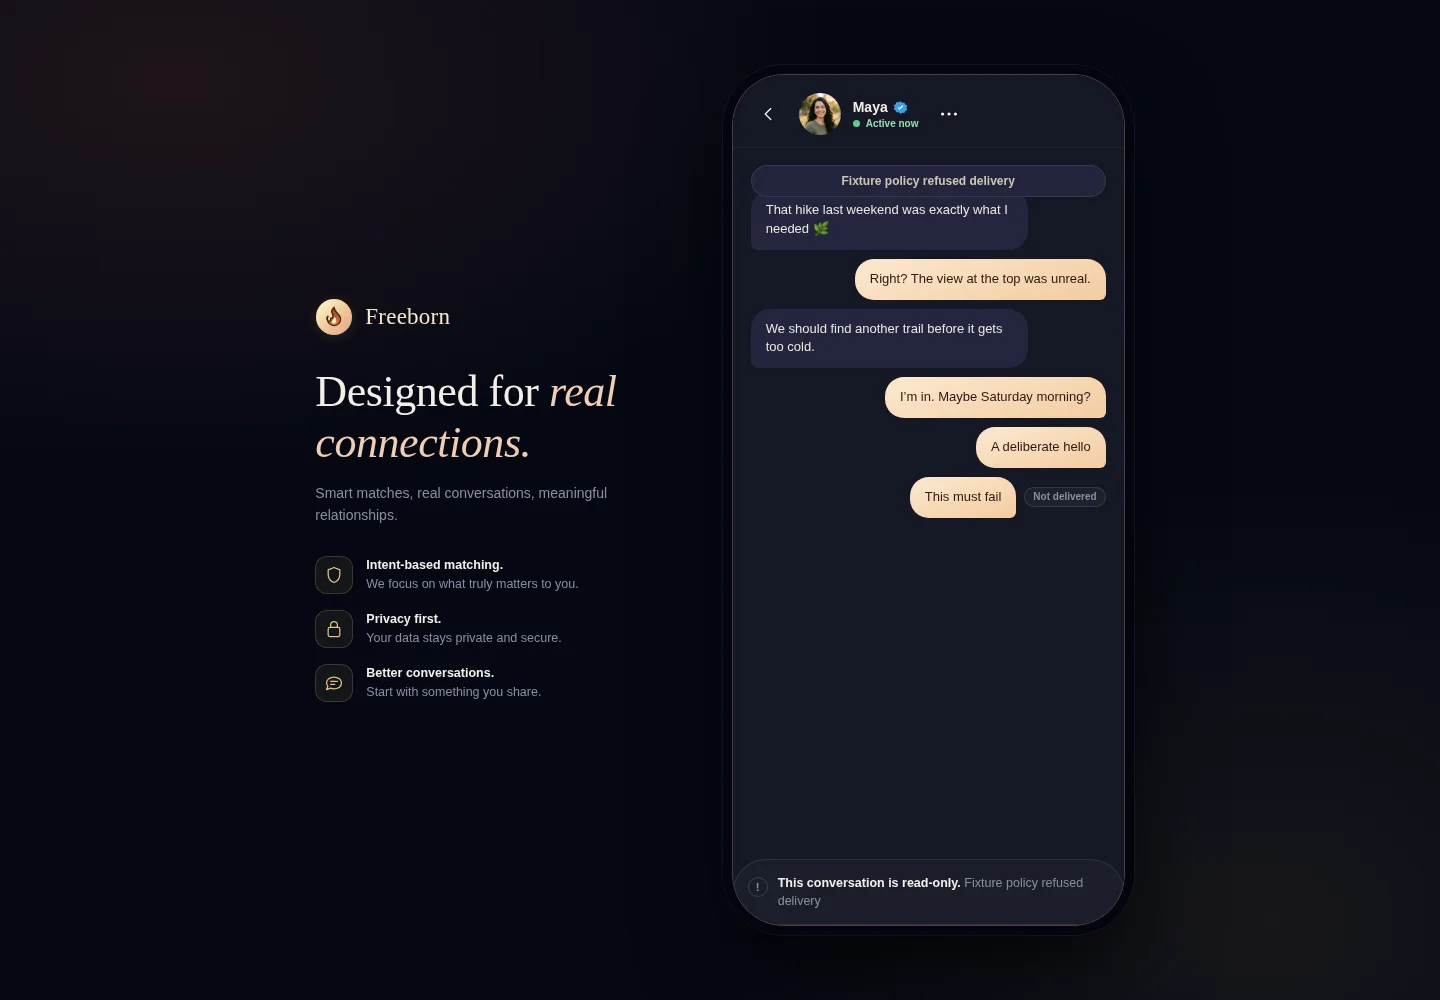 Freeborn
Designed for real
connections.
Smart matches, real conversations, meaningful
relationships.
Intent-based matching.
We focus on what truly matters to you.
Privacy first.
Your data stays private and secure.
Better conversations.
Start with something you share.
Maya
Active now
Fixture policy refused delivery
That hike last weekend was exactly what I
needed 🌿
Right? The view at the top was unreal.
We should find another trail before it gets
too cold.
I’m in. Maybe Saturday morning?
A deliberate hello
This must fail
Not delivered
This conversation is read-only. Fixture policy refused
delivery